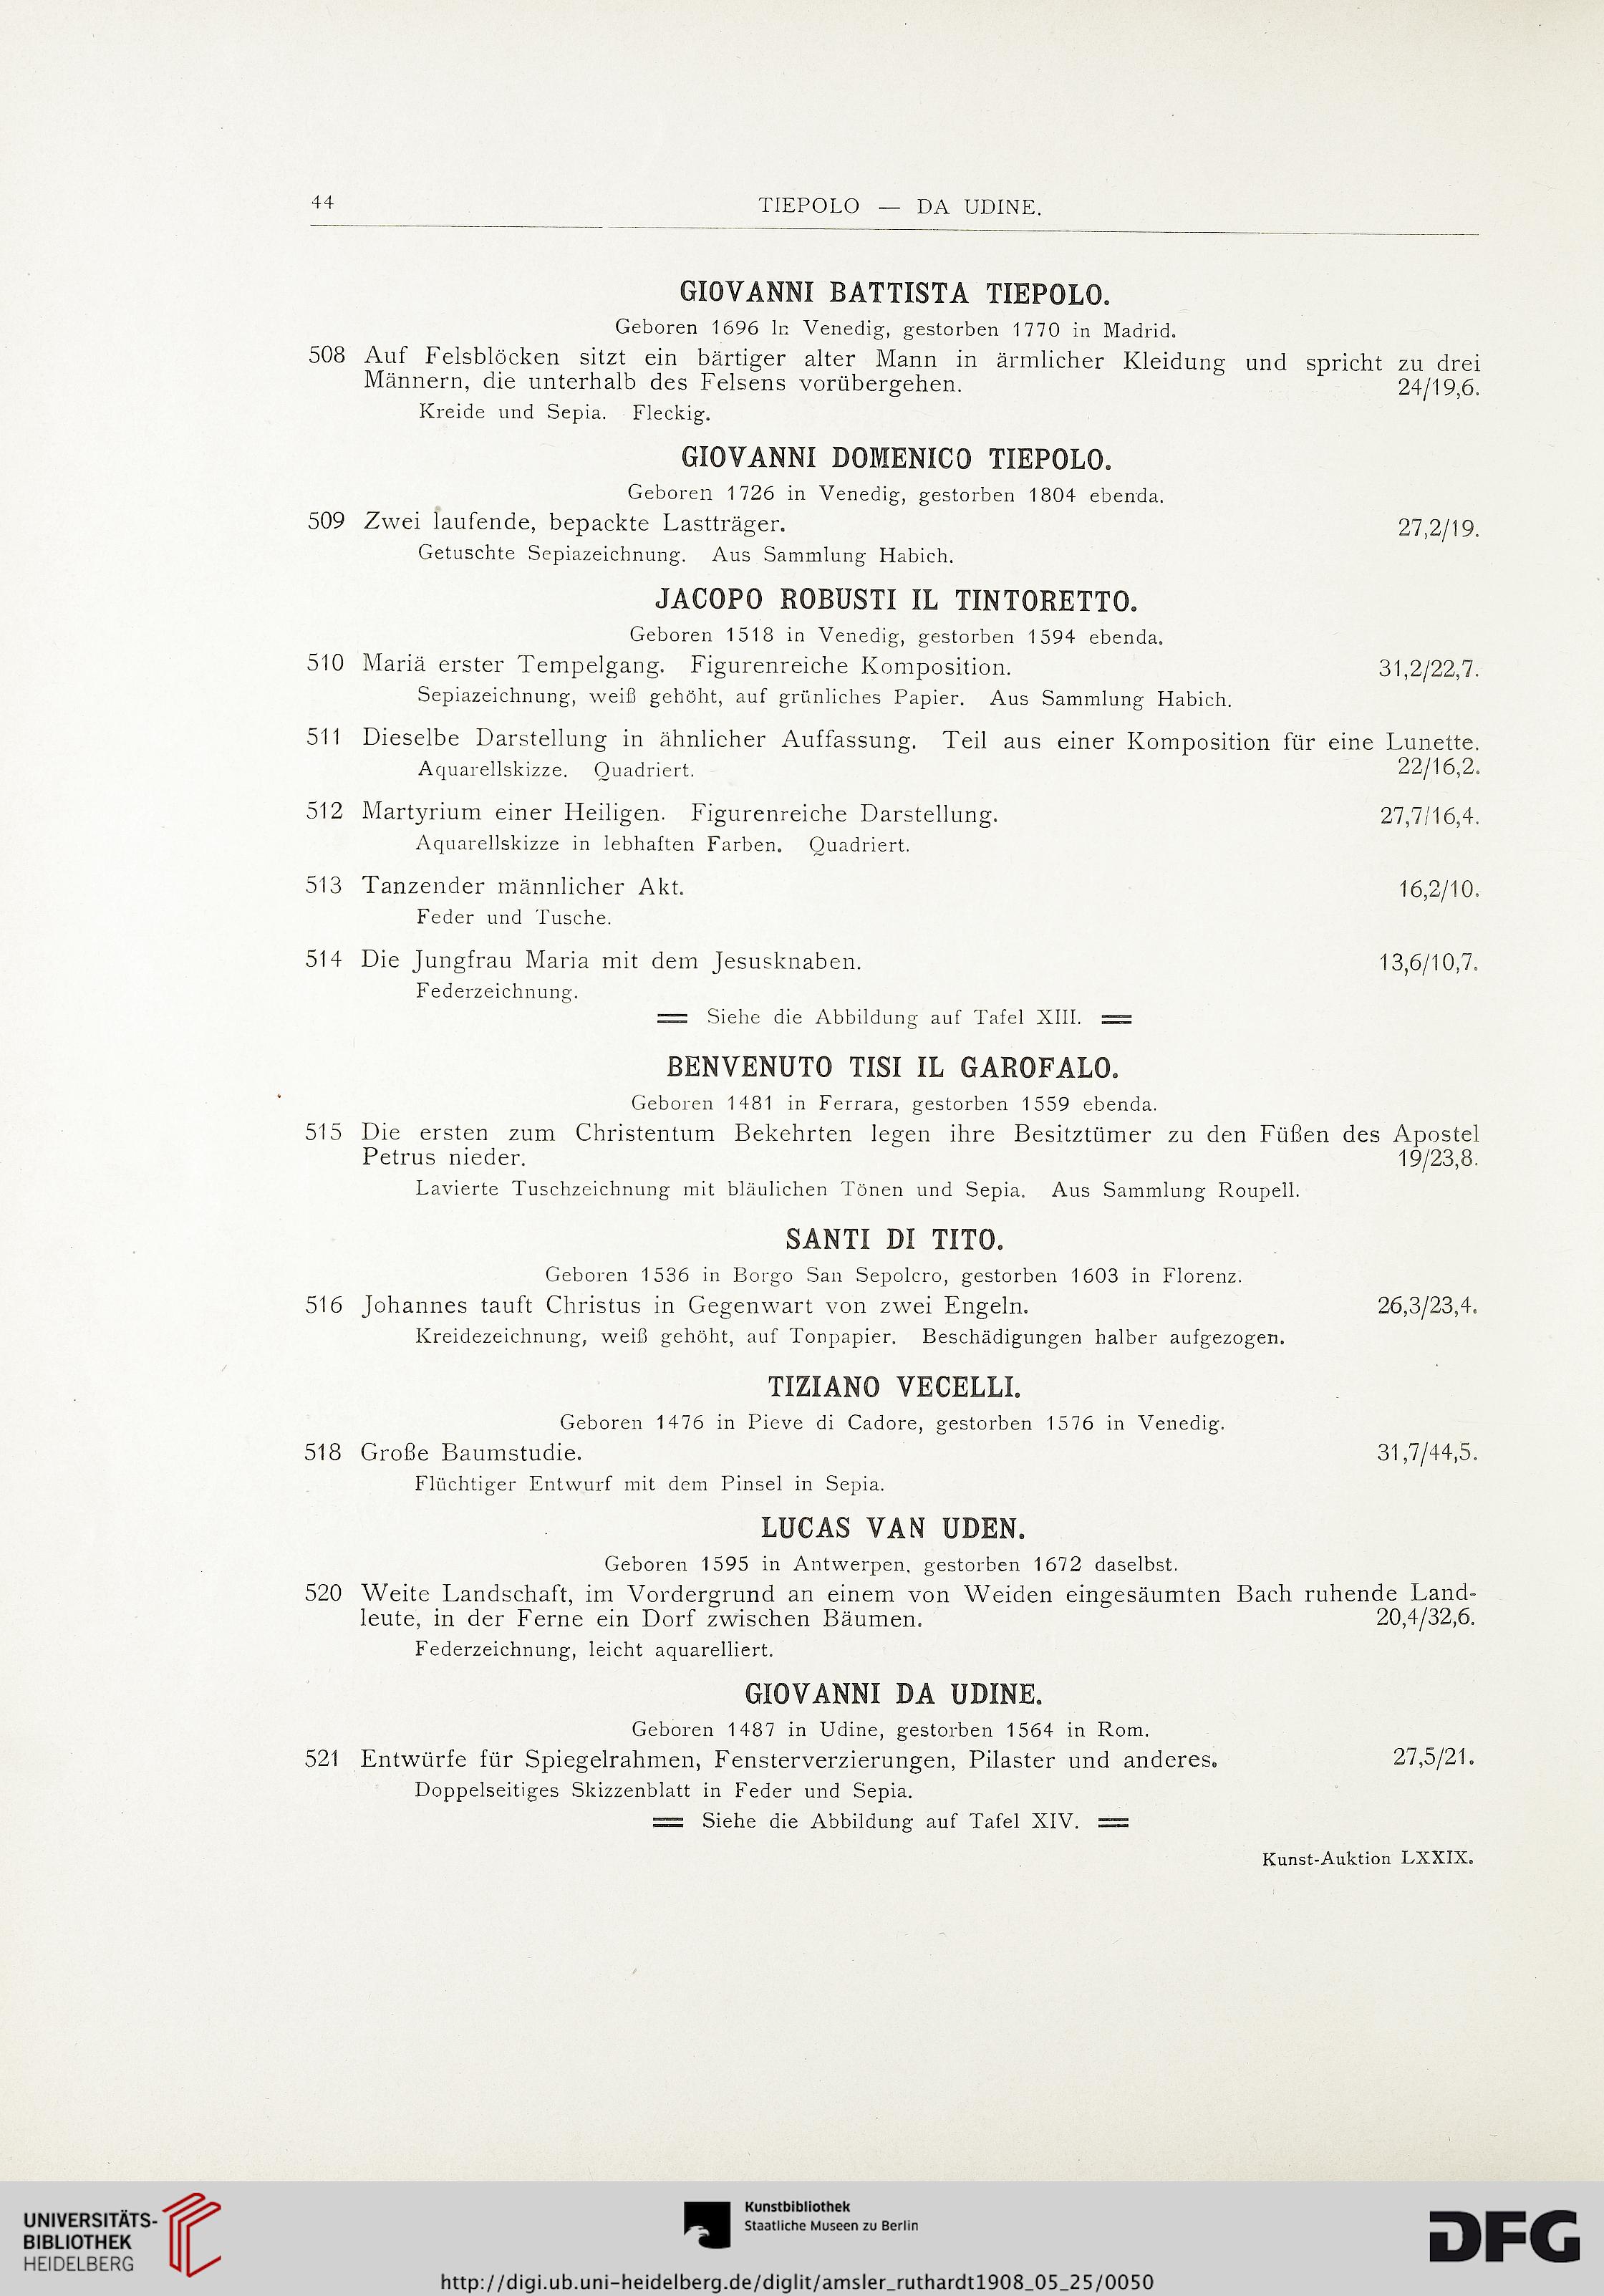 44
TIEPOLO — DA UDINE.
GIOVANNI BATTISTA TIEPOLO.
Geboren 1696 in Venedig, gestorben 1770 in Madrid.
508 Auf Felsblöcken sitzt ein bärtiger alter Mann in ärmlicher Kleidung und spricht zu drei
Männern, die unterhalb des Felsens vorübergehen. 24/19,6.
Kreide und Sepia. Fleckig.
GIOVANNI DOMENICO TIEPOLO.
Geboren 1726 in Venedig, gestorben 1804 ebenda.
509 Zwei laufende, bepackte Lastträger. 27,2/19.
Getuschte Sepiazeichnung. Aus Sammlung Habich.
JACOPO ROBUSTI IL TINTORETTO.
Geboren 1518 in Venedig, gestorben 1594 ebenda.
510 Mariä erster Tempelgang. Figurenreiche Komposition. 31,2/22,7.
Sepiazeichnung, weiß gehöht, auf grünliches Papier. Aus Sammlung Habich.
511 Dieselbe Darstellung in ähnlicher Auffassung. Teil aus einer Komposition für eine Lunette.
Aquarellskizze. Quadriert. 22/16,2.
512 Martyrium einer Heiligen. Figurenreiche Darstellung. 27,7/16,4.
Aquarellskizze in lebhaften Farben. Quadriert.
513 Tanzender männlicher Akt. 16,2/10.
Feder und Tusche.
514 Die Jungfrau Maria mit dem Jesusknaben. 13,6/10,7.
Federzeichnung.
== Siehe die Abbildung auf Tafel XIII. ==
BENVENUTO TISI IL GAROFALO.
Geboren 1481 in Ferrara, gestorben 1559 ebenda.
515 Die ersten zum Christentum Bekehrten legen ihre Besitztümer zu den Füßen des Apostel
Petrus nieder. 19/23,8.
Lavierte Tuschzeichnung mit bläulichen Tönen und Sepia. Aus Sammlung Roupell.
SANTI DI TITO.
Geboren 1536 in Borgo San Sepolcro, gestorben 1603 in Florenz.
516 Johannes tauft Christus in Gegenwart von zwei Engeln. 26,3/23,4.
Kreidezeichnung, weiß gehöht, auf Tonpapier. Beschädigungen halber aufgezogen.
TIZIANO VECELLI.
Geboren 1476 in Pieve di Cadore, gestorben 1576 in Venedig.
518 Große Baumstudie. 31,7/44,5.
Flüchtiger Entwurf mit dem Pinsel in Sepia.
LUCAS VAN UDEN.
Geboren 1595 in Antwerpen, gestorben 1672 daselbst.
520 Weite Landschaft, im Vordergrund an einem von Weiden eingesäumten Bach ruhende Land-
leute, in der Ferne ein Dorf zwischen Bäumen. 20,4/32,6.
Federzeichnung, leicht aquarelliert.
GIOVANNI DA UDINE.
Geboren 1487 in Udine, gestorben 1564 in Rom.
521 Entwürfe für Spiegelrahmen, Fensterverzierungen, Pilaster und anderes. 27,5/21.
Doppelseitiges Skizzenblatt in Feder und Sepia.
== Siehe die Abbildung auf Tafel XIV. ==
Kunst-Auktion LXXIX.
UNIVERSITÄTS-
BIBLIOTHEK
HEIDELBERG
Kunstbibliothek
Staatliche Museen zu Berlin
DFG
http://digi.ub.uni-heidelberg.de/diglit/amsler_ruthardt1908_05_25/0050